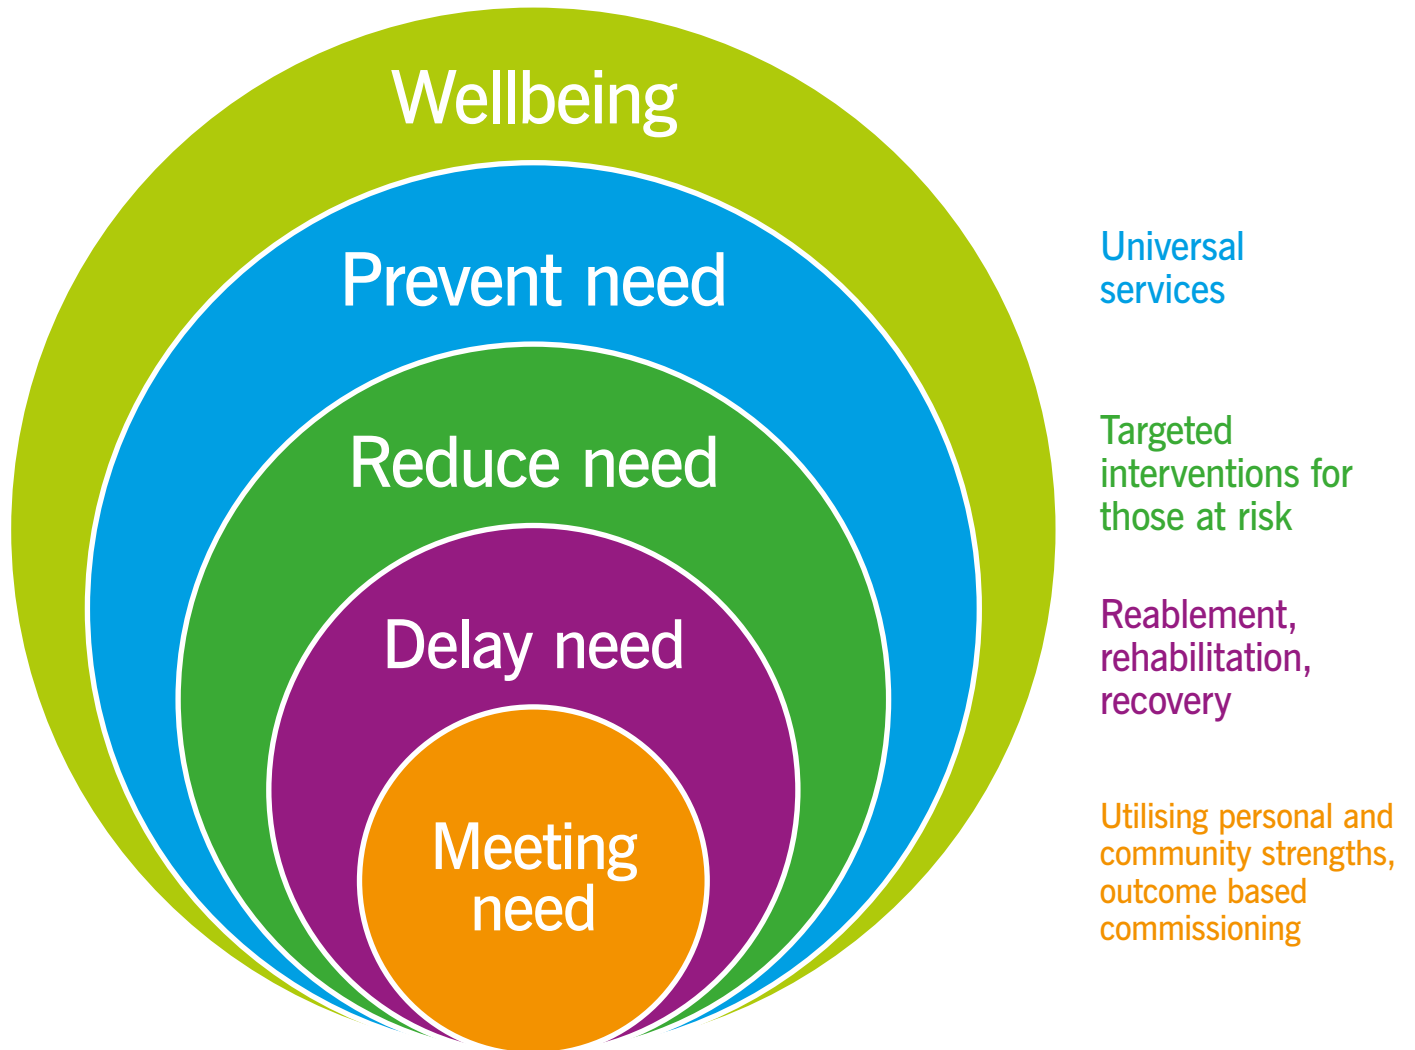 Wellbeing
Prevent need
Universal
services
Reduce need
Targeted
interventions for
those at risk
Delay need
Reablement,
rehabilitation,
recovery
Meeting
need
Utilising personal and
community strengths,
outcome based
commissioning